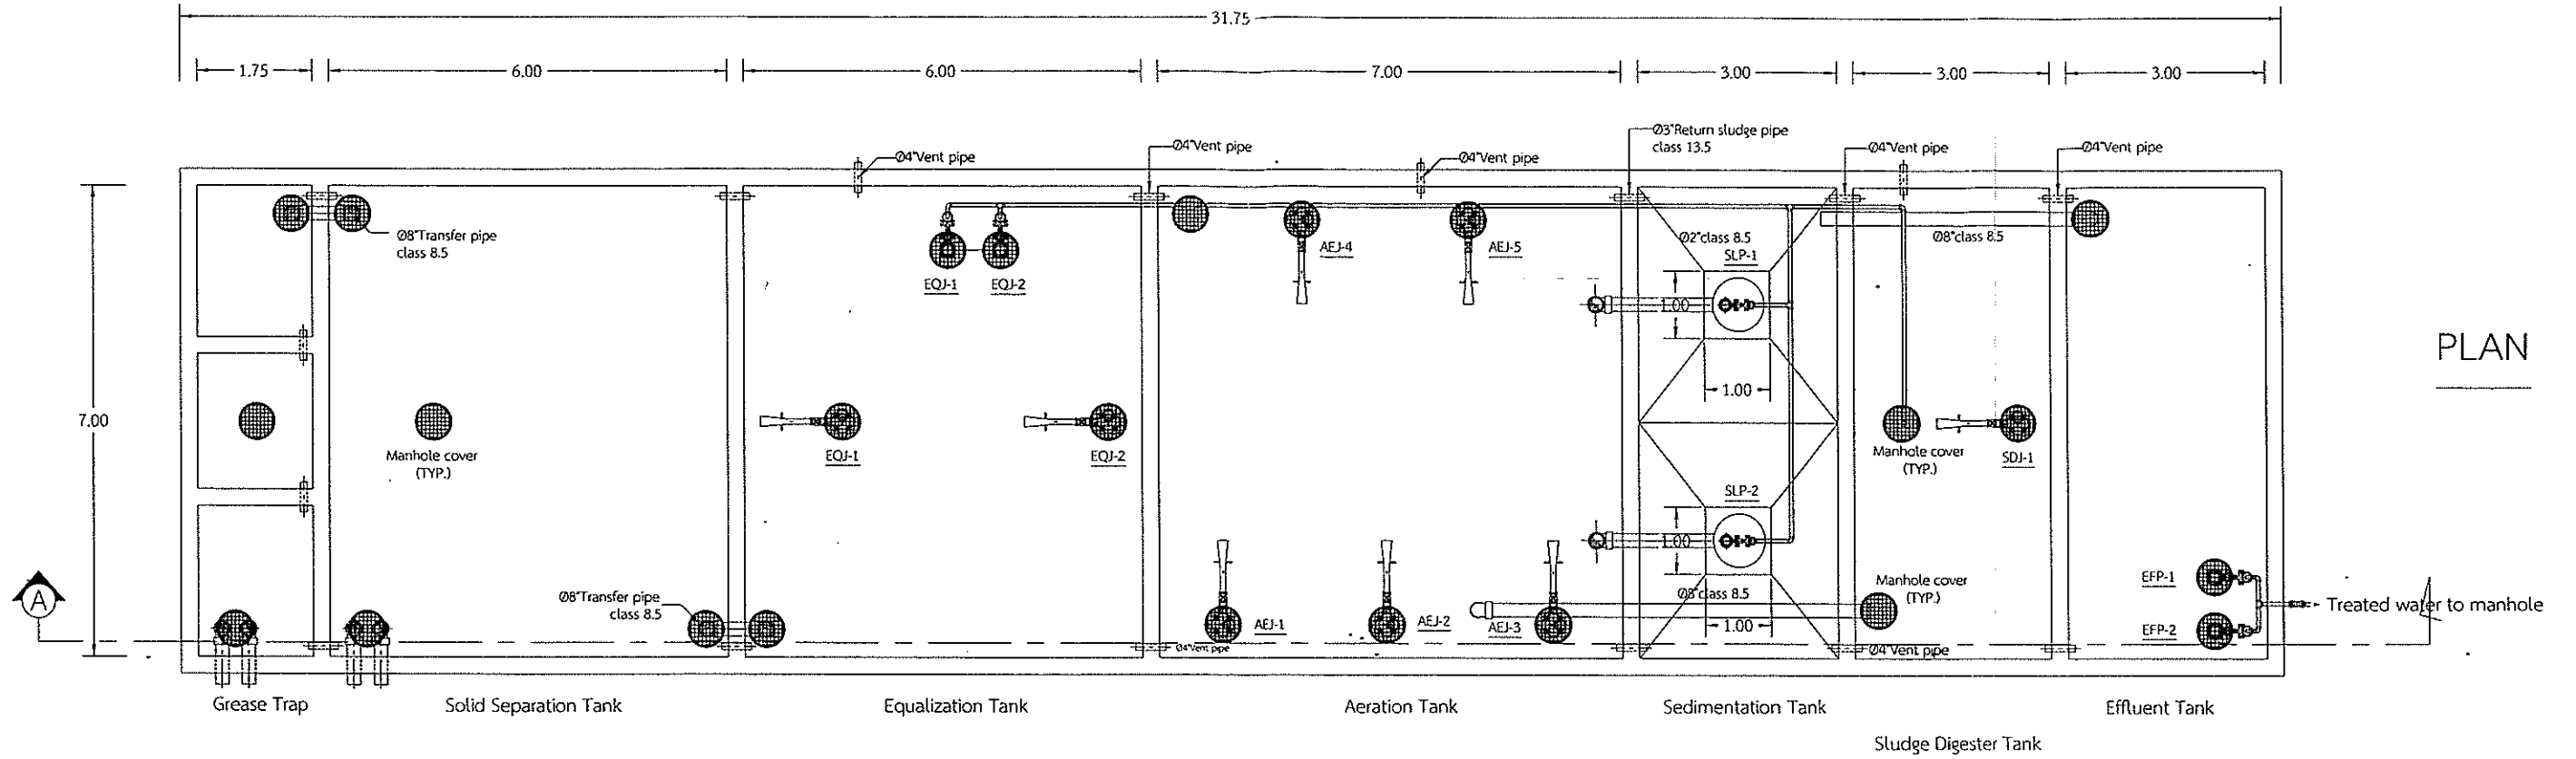 31.75
1.75
6.00
6.00
7.00
3.00
3.00
3.00
Ø3"Return sludge pipe
class 13.5
Ø4"Vent pipe
Ø4"Vent pipe
Ø4"Vent pipe
Ø4"Vent pipe
Ø4"Vent pipe
Ø8"Transfer pipe
class 8.5
EQJ-1
EQJ-2
AEJ-4
AEJ-5
Ø2"class 8.5
SLP-1
Ø8"class 8.5
1.00
1.00
PLAN
7.00
Manhole cover
(TYP.)
EQJ-1
EQJ-2
Manhole cover
(TYP.)
SDJ-1
SLP-2
1.00
Ø8"class 8.5
1.00
Manhole cover
(TYP.)
Ø8"Transfer pipe
class 8.5
A
AEJ-1
AEJ-2
AEJ-3
EFP-1
EFP-2
Treated water to manhole
Ø4"Vent pipe
Ø4"Vent pipe
Grease Trap
Solid Separation Tank
Equalization Tank
Aeration Tank
Sedimentation Tank
Effluent Tank
Sludge Digester Tank